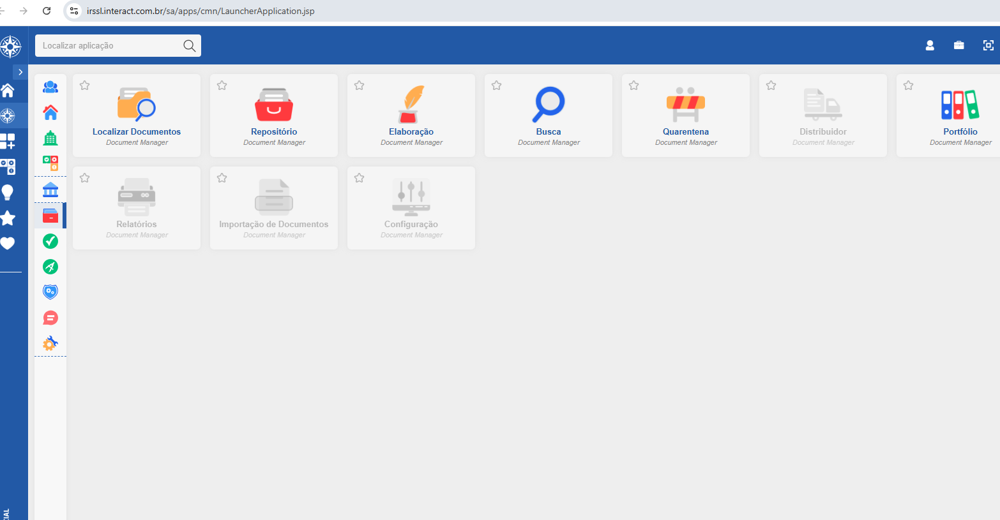 irssl.interact.com.br/sa/apps/cmn/LauncherApplication.jsp
Localizar aplicação
Localizar Documentos
Document Manager
Repositório
Document Manager
Elaboração
Document Manager
Busca
Document Manager
Quarentena
Document Manager
Distribuidor
Document Manager
Portfólio
Document Manager
Relatórios
Document Manager
Importação de Documentos
Document Manager
Configuração
Document Manager